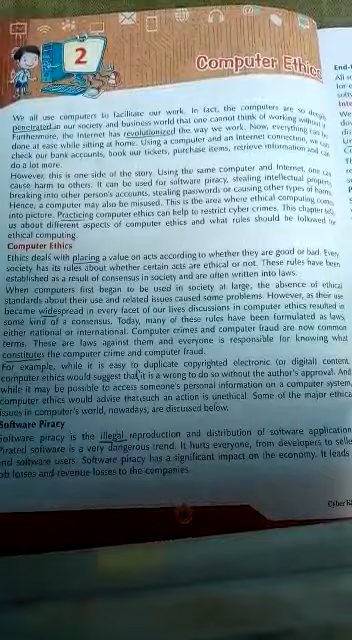 2
Computer Ethics
We all use computers to facilitate our work. In fact, the computers are so deeply
penetrated in our society and business world that one cannot think of working without it.
Furthermore, the Internet has revolutionized the way we work. Now, everything can be
done at ease while sitting at home. Using a computer and an Internet connection, we can
check our bank accounts, book our tickets, purchase items, retrieve information and can
do a lot more.
However, this is one side of the story. Using the same computer and Internet, one can
cause harm to others. It can be used for software piracy, stealing intellectual property,
breaking into other person's accounts, stealing passwords or causing other types of harms.
Hence, a computer may also be misused. This is the area where ethical computing comes
into picture. Practicing computer ethics can help to restrict cyber crimes. This chapter tells
us about different aspects of computer ethics and what rules should be followed for
ethical computing.
Computer Ethics
Ethics deals with placing a value on acts according to whether they are good or bad. Every
society has its rules about whether certain acts are ethical or not. These rules have been
established as a result of consensus in society and are often written into laws.
When computers first began to be used in society at large, the absence of ethical
standards about their use and related issues caused some problems. However, as their use
became widespread in every facet of our lives discussions in computer ethics resulted in
some kind of a consensus. Today, many of these rules have been formulated as laws,
either national or international. Computer crimes and computer fraud are now common
terms. These are laws against them and everyone is responsible for knowing what
constitutes the computer crime and computer fraud.
For example, while it is easy to duplicate copyrighted electronic (or digital) content,
computer ethics would suggest that it is a wrong to do so without the author's approval. And
while it may be possible to access someone's personal information on a computer system,
computer ethics would advise that such an action is unethical. Some of the major ethical
issues in computer's world, nowadays, are discussed below.
Software Piracy
Software piracy is the illegal reproduction and distribution of software application
Pirated software is a very dangerous trend. It hurts everyone, from developers to selle
and software users. Software piracy has a significant impact on the economy. It leads
ob losses and revenue losses to the companies.
Cyber
End-
All